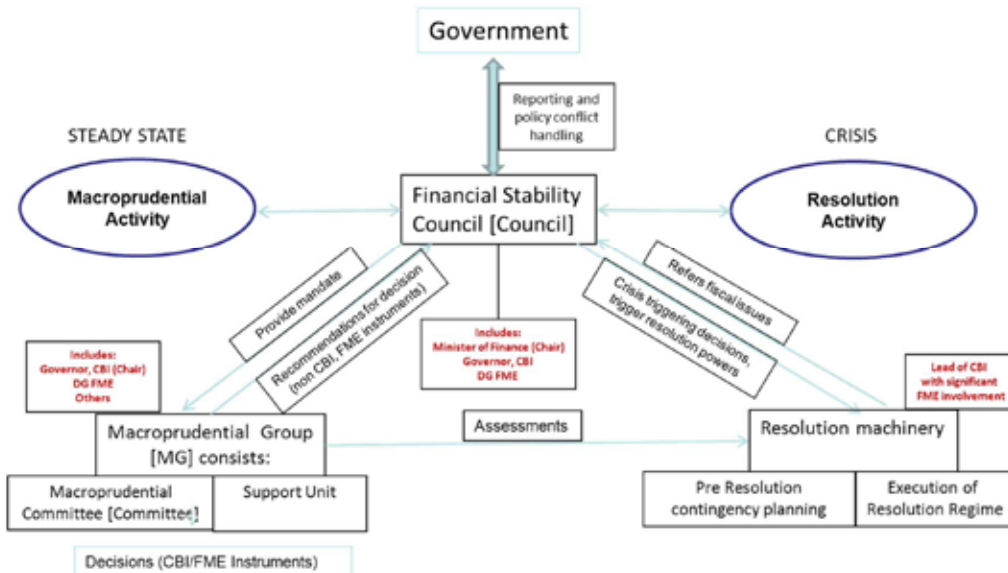 Government
Reporting and
policy conflict
handling
STEADY STATE
CRISIS
Macroprudential
Activity
Financial Stability
Council [Council]
Resolution
Activity
Provide mandate
Recommendations for decision
(non CBI, FME instruments)
Refers fiscal issues
Crisis triggering decisions,
trigger resolution powers
Includes:
Governor, CBI (Chair)
DG FME
Others
Includes:
Minister of Finance (Chair)
Governor, CBI
DG FME
Lead of CBI
with significant
FME involvement
Macroprudential Group
[MG] consists:
Assessments
Resolution machinery
Macroprudential
Committee [Committee]
Support Unit
Pre Resolution
contingency planning
Execution of
Resolution Regime
Decisions (CBI/FME Instruments)